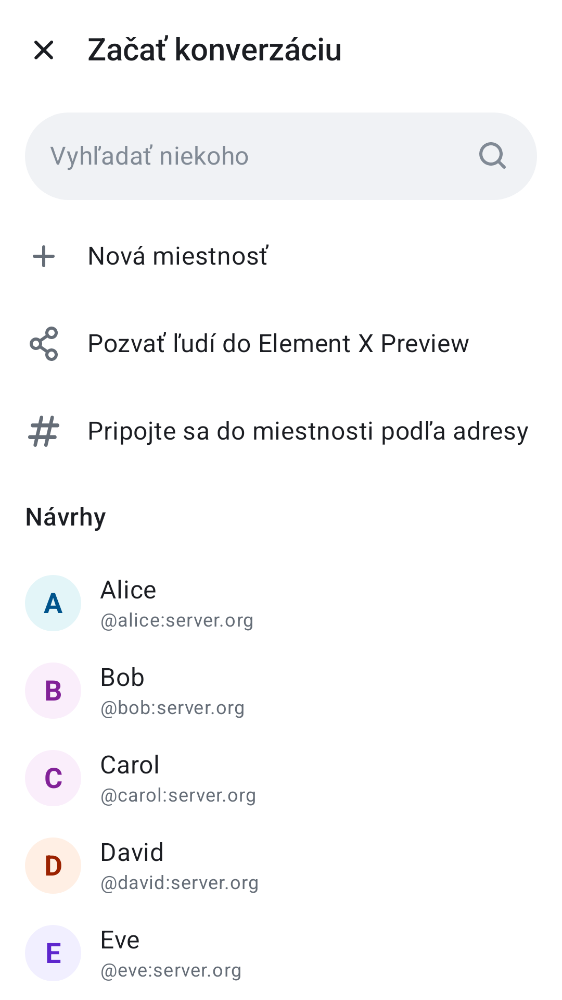 Začať konverzáciu
Vyhľadať niekoho
Nová miestnosť
Pozvať ľudí do Element X Preview
Pripojte sa do miestnosti podľa adresy
Návrhy
A
Alice
@alice:server.org
B
Bob
@bob:server.org
C
Carol
@carol:server.org
D
David
@david:server.org
E
Eve
@eve:server.org